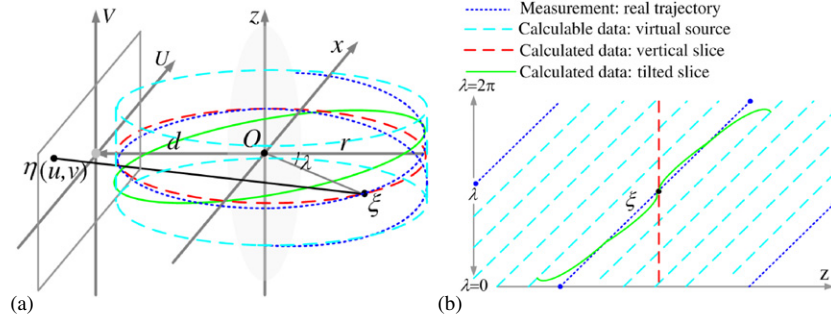 V
U
z
x
d
O
r
λ
η(u,v)
ξ
(a)
Measurement: real trajectory
Calculable data: virtual source
Calculated data: vertical slice
Calculated data: tilted slice
λ=2π
λ
ξ
λ=0
z
(b)